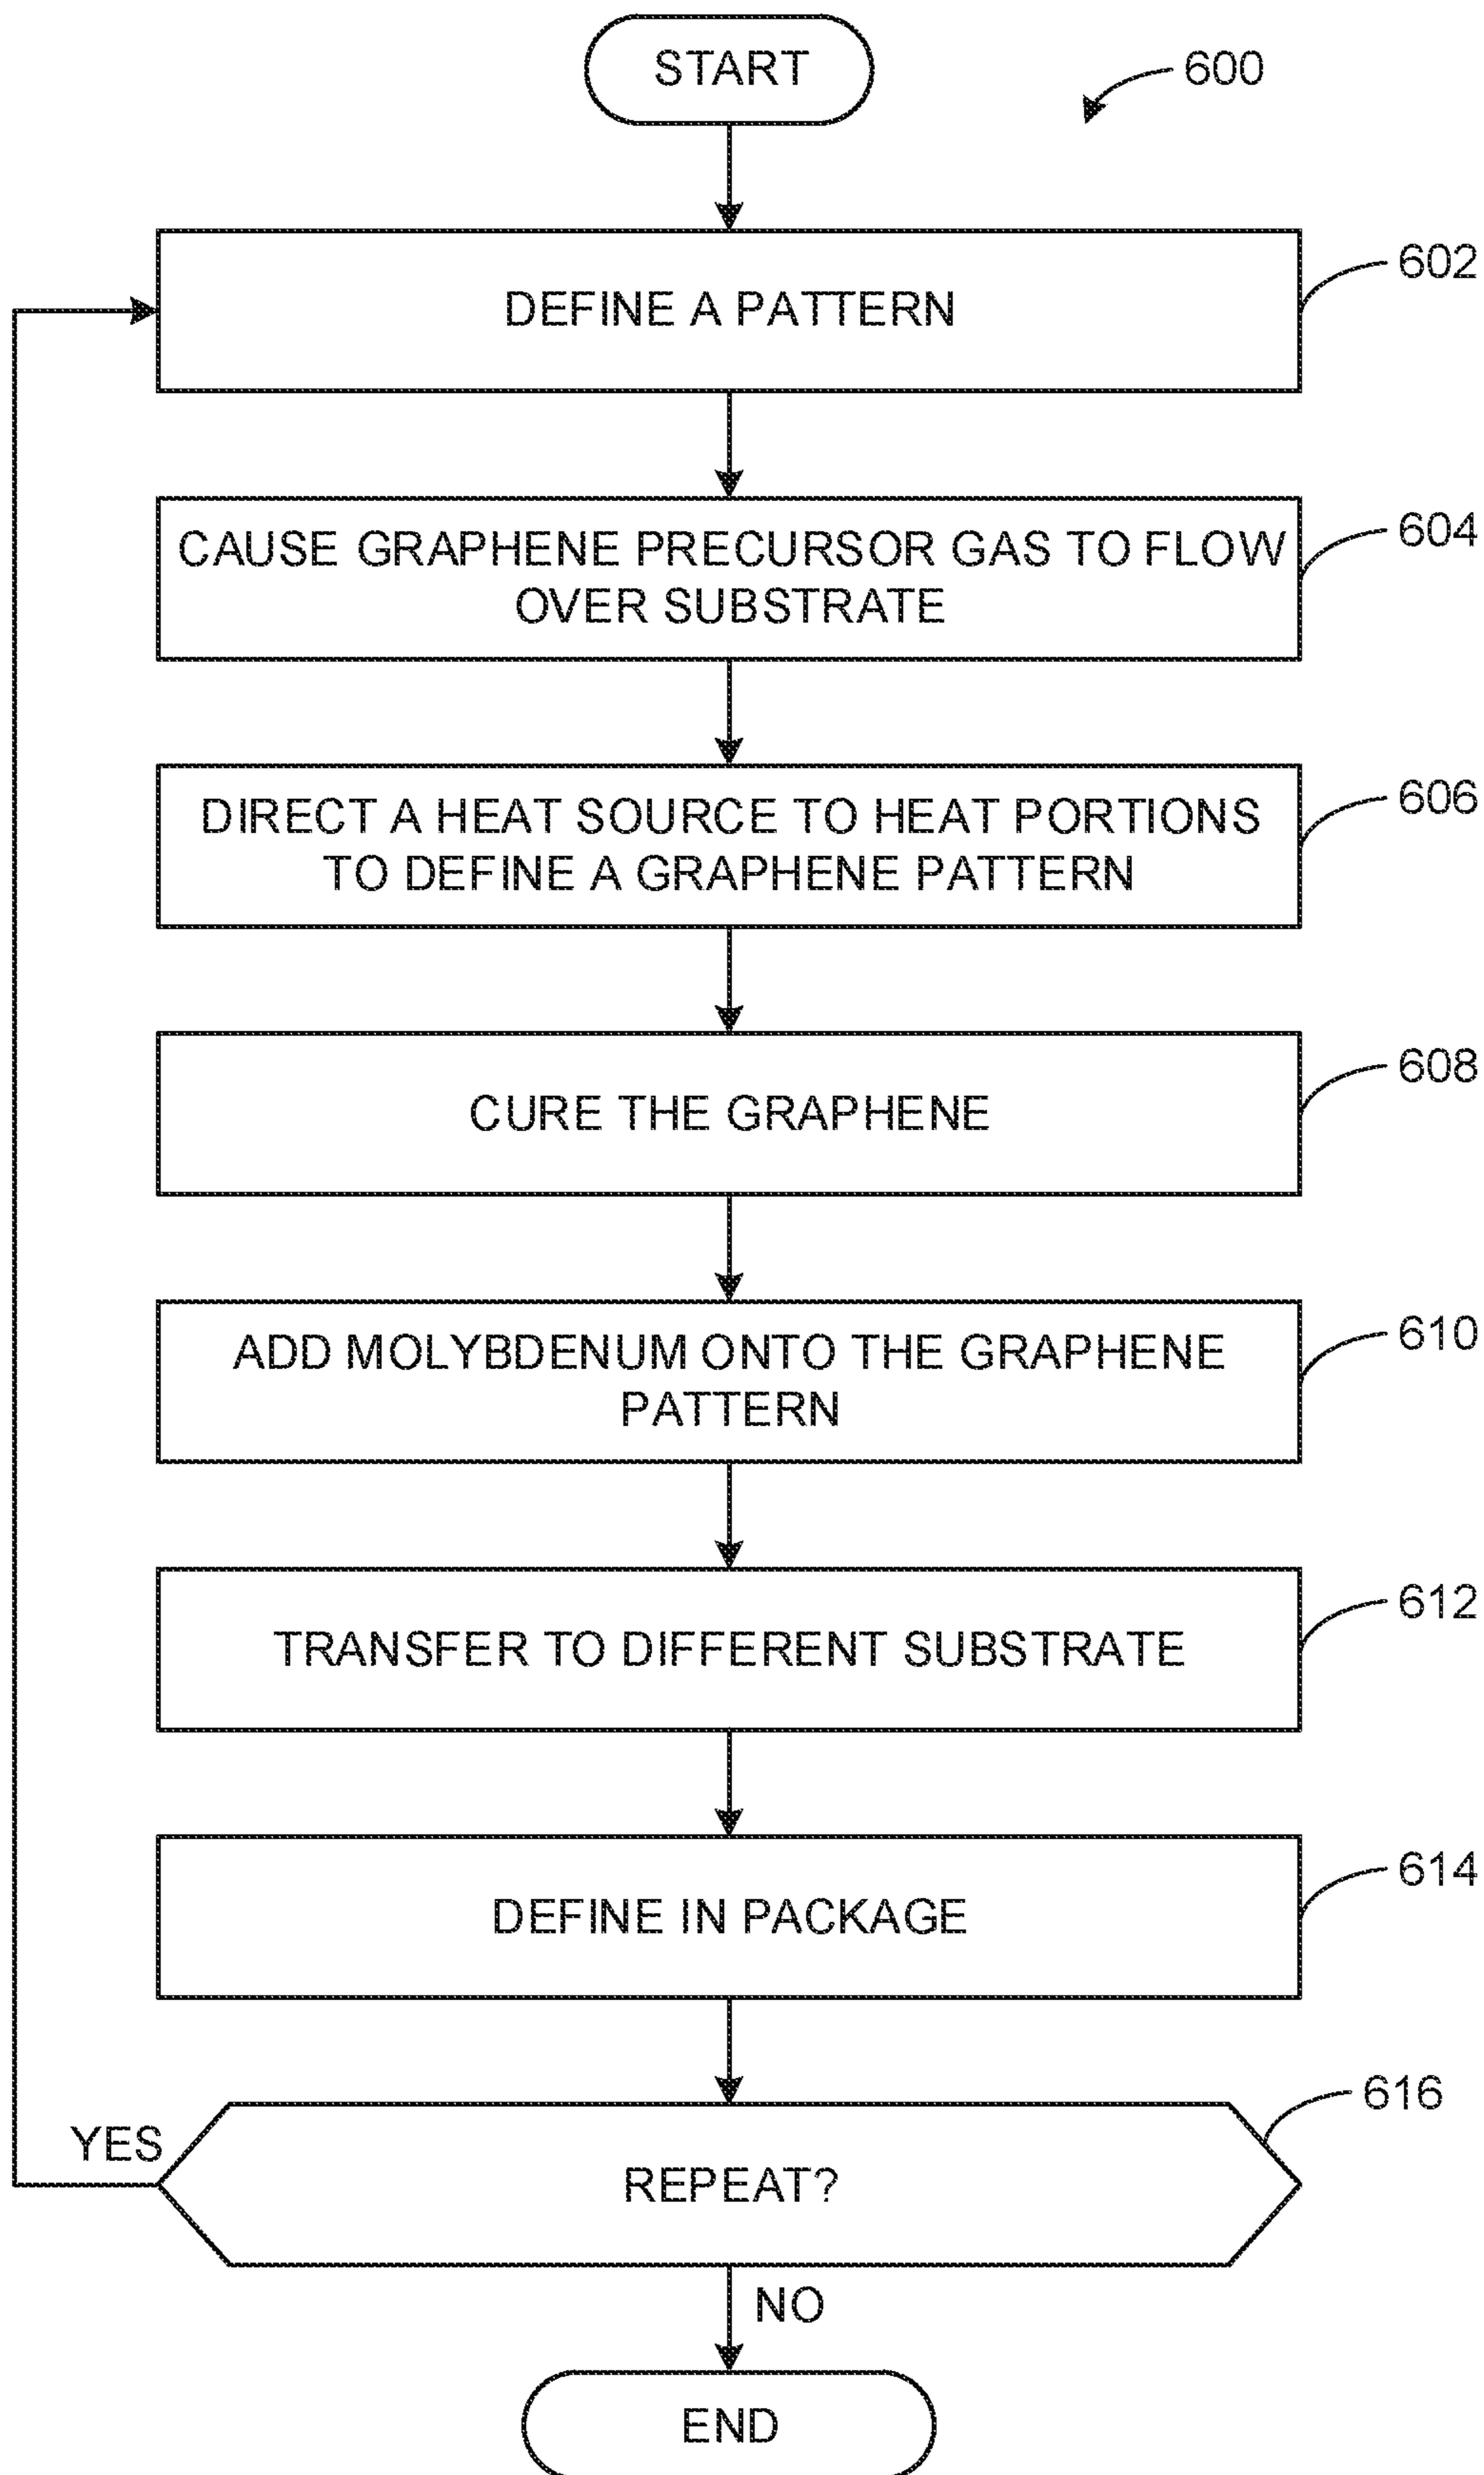 START
600
DEFINE A PATTERN
602
CAUSE GRAPHENE PRECURSOR GAS TO FLOW
OVER SUBSTRATE
604
DIRECT A HEAT SOURCE TO HEAT PORTIONS
TO DEFINE A GRAPHENE PATTERN
606
CURE THE GRAPHENE
608
ADD MOLYBDENUM ONTO THE GRAPHENE
PATTERN
610
TRANSFER TO DIFFERENT SUBSTRATE
612
DEFINE IN PACKAGE
614
YES
REPEAT?
616
NO
END